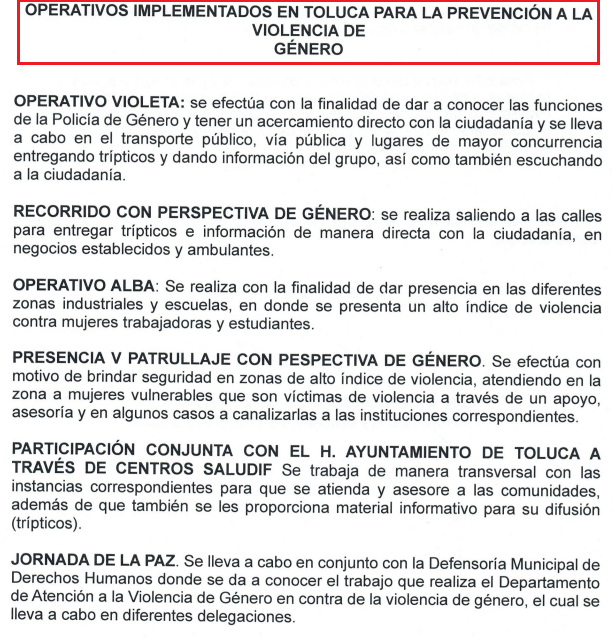 OPERATIVOS IMPLEMENTADOS EN TOLUCA PARA LA PREVENCIÓN A LA
VIOLENCIA DE
GÉNERO
OPERATIVO VIOLETA: se efectúa con la finalidad de dar a conocer las funciones
de la Policía de Género y tener un acercamiento directo con la ciudadanía y se lleva
a cabo en el transporte público, vía pública y lugares de mayor concurrencia
entregando trípticos y dando información del grupo, así como también escuchando
a la ciudadanía.
RECORRIDO CON PERSPECTIVA DE GÉNERO: se realiza saliendo a las calles
para entregar trípticos e información de manera directa con la ciudadanía, en
negocios establecidos y ambulantes.
OPERATIVO ALBA: Se realiza con la finalidad de dar presencia en las diferentes
zonas industriales y escuelas, en donde se presenta un alto índice de violencia
contra mujeres trabajadoras y estudiantes.
PRESENCIA V PATRULLAJE CON PESPECTIVA DE GÉNERO. Se efectúa con
motivo de brindar seguridad en zonas de alto índice de violencia, atendiendo en la
zona a mujeres vulnerables que son víctimas de violencia a través de un apoyo,
asesoría y en algunos casos a canalizarlas a las instituciones correspondientes.
PARTICIPACIÓN CONJUNTA CON EL H. AYUNTAMIENTO DE TOLUCA A
TRAVÉS DE CENTROS SALUDIF Se trabaja de manera transversal con las
instancias correspondientes para que se atienda y asesore a las comunidades,
además de que también se les proporciona material informativo para su difusión
(trípticos).
JORNADA DE LA PAZ. Se lleva a cabo en conjunto con la Defensoría Municipal de
Derechos Humanos donde se da a conocer el trabajo que realiza el Departamento
de Atención a la Violencia de Género en contra de la violencia de género, el cual se
lleva a cabo en diferentes delegaciones.